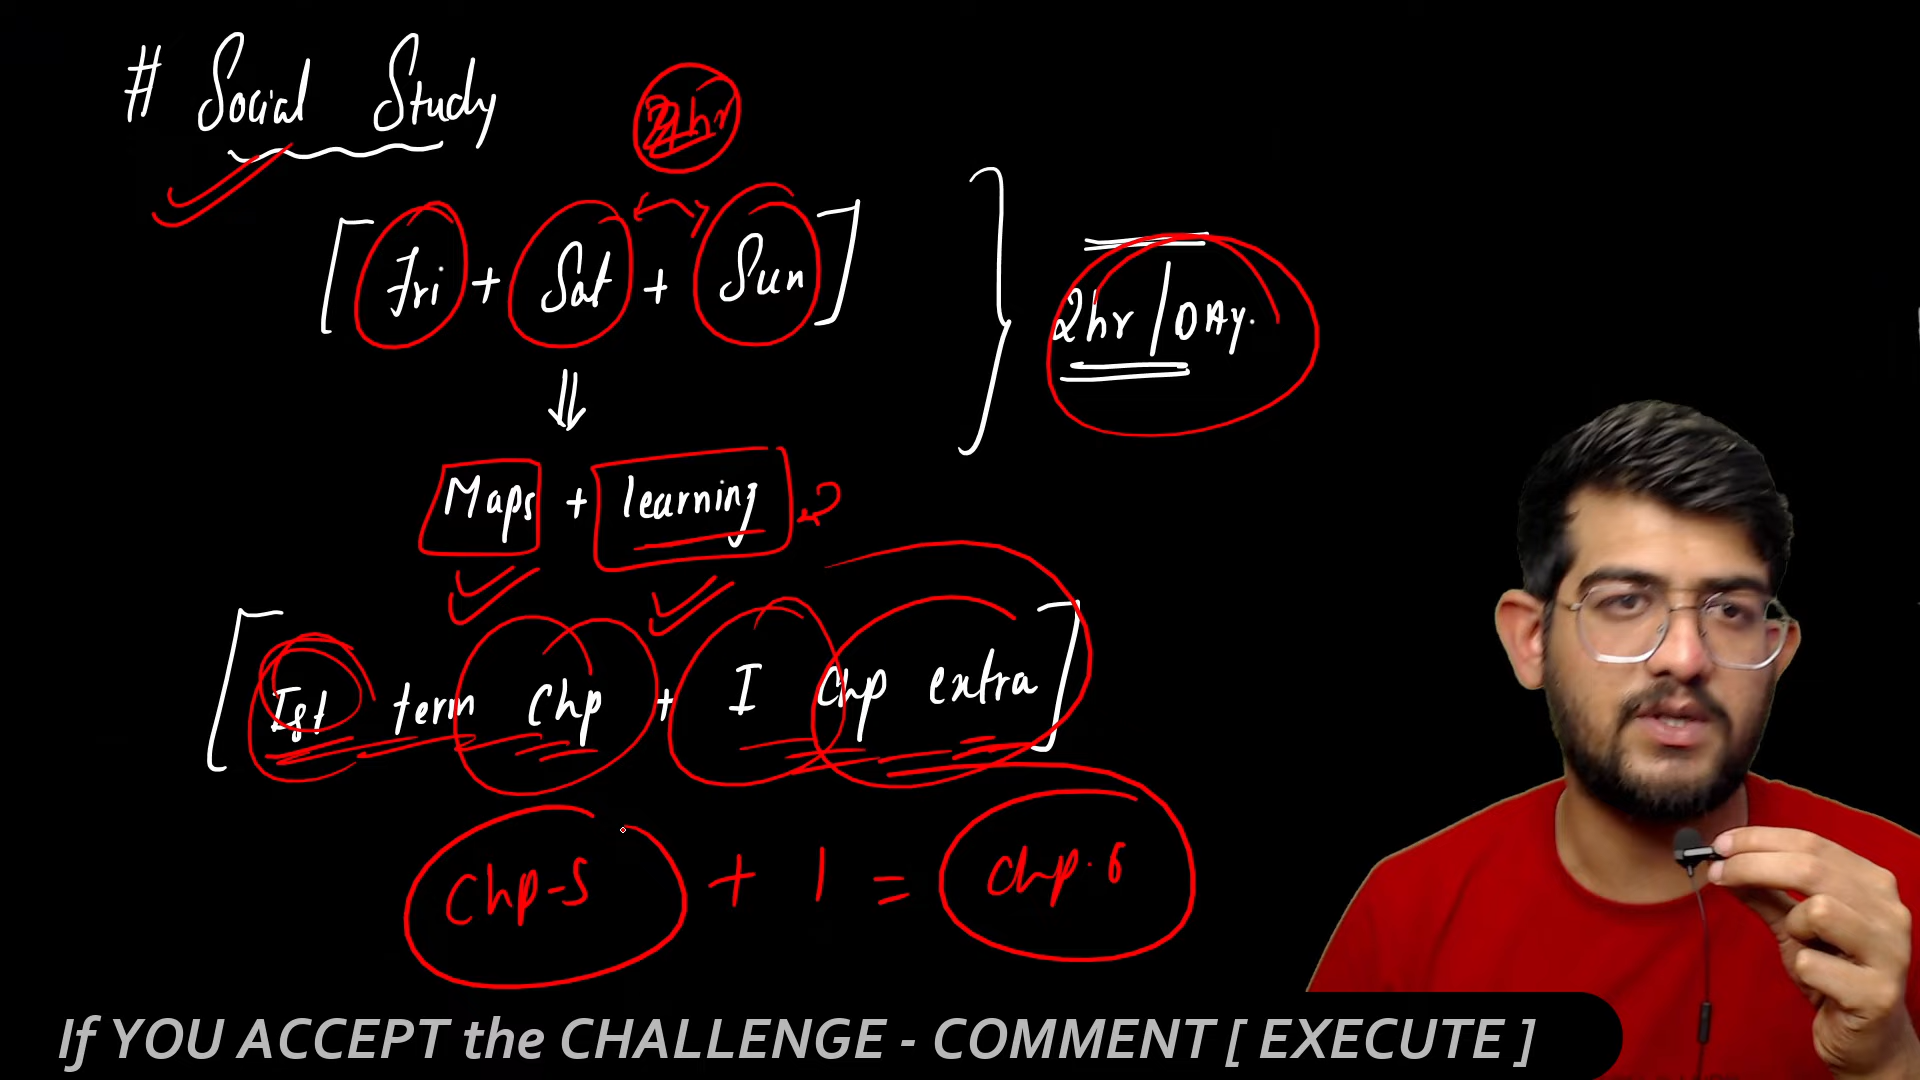 # Social Study
[ Fri + Sat + Sun ]
2hr / DAY.
Maps + learning
[ Ist term Chp + I Chp extra ]
Chp-5 + 1 = Chp.6
If YOU ACCEPT the CHALLENGE - COMMENT [ EXECUTE ]